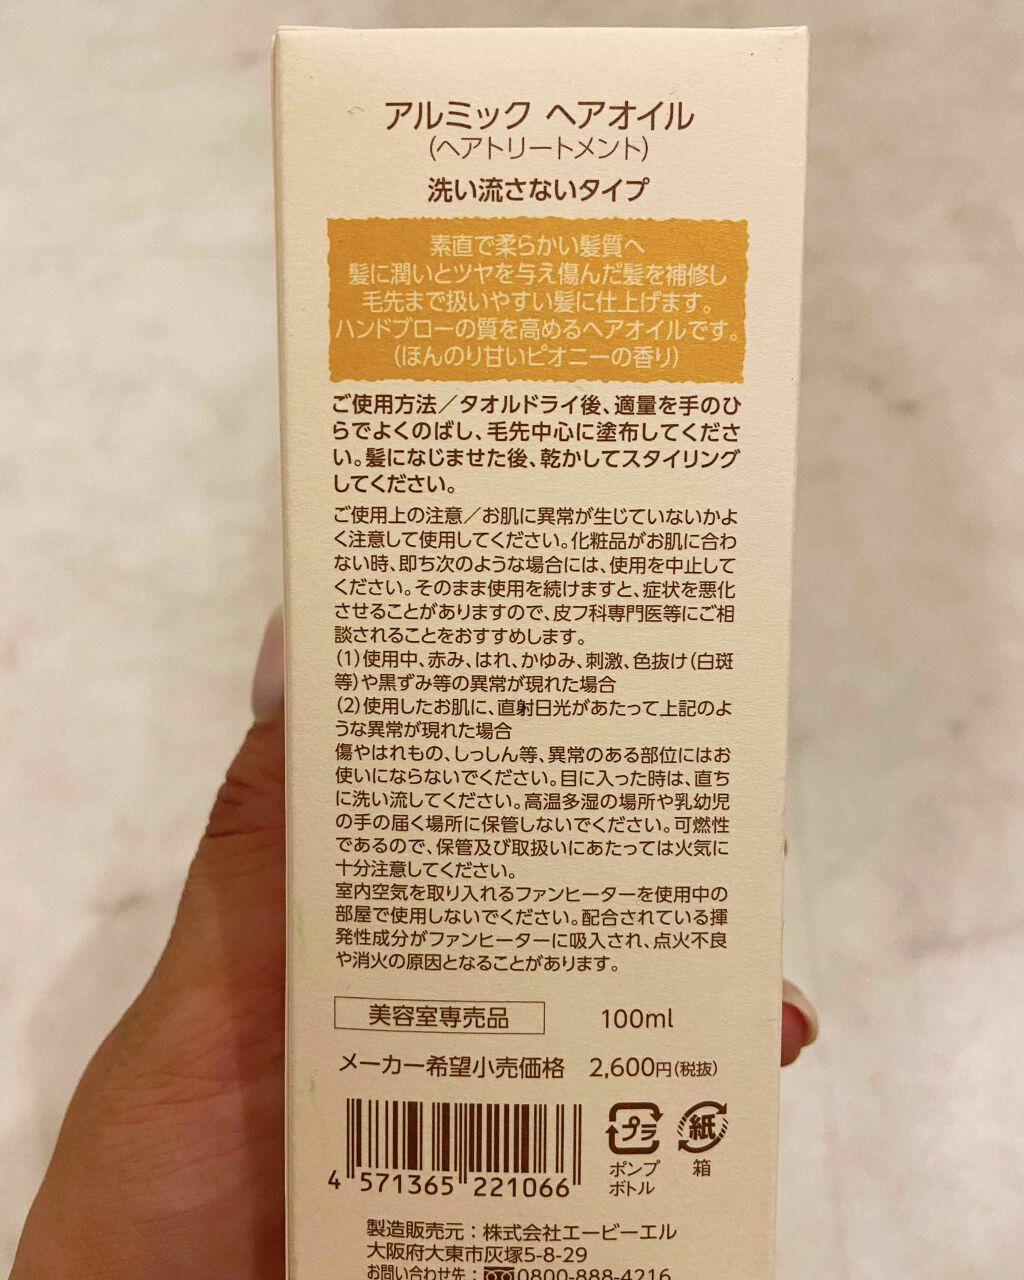 アルミック ヘアオイル
(ヘアトリートメント)
洗い流さないタイプ
素直で柔らかい髪質へ
髪に潤いとツヤを与え傷んだ髪を補修し
毛先まで扱いやすい髪に仕上げます。
ハンドブローの質を高めるヘアオイルです。
(ほんのり甘いピオニーの香り)
ご使用方法/タオルドライ後、適量を手のひ
らでよくのばし、毛先中心に塗布してくださ
い。髪になじませた後、乾かしてスタイリング
してください。
ご使用上の注意/お肌に異常が生じていないかよ
く注意して使用してください。化粧品がお肌に合わ
ない時、即ち次のような場合には、使用を中止して
ください。そのまま使用を続けますと、症状を悪化
させることがありますので、皮フ科専門医等にご相
談されることをおすすめします。
(1)使用中、赤み、はれ、かゆみ、刺激、色抜け(白斑
等)や黒ずみ等の異常が現れた場合
(2)使用したお肌に、直射日光があたって上記のよ
うな異常が現れた場合
傷やはれもの、しっしん等、異常のある部位にはお
使いにならないでください。目に入った時は、直ち
に洗い流してください。高温多湿の場所や乳幼児
の手の届く場所に保管しないでください。可燃性
であるので、保管及び取扱いにあたっては火気に
十分注意してください。
室内空気を取り入れるファンヒーターを使用中の
部屋で使用しないでください。配合されている揮
発性成分がファンヒーターに吸入され、点火不良
や消火の原因となることがあります。
美容室専売品 100ml
メーカー希望小売価格 2,600円(税抜)
プラ 紙
ポンプ 箱
ボトル
4 571365 221066
製造販売元:株式会社エービーエル
大阪府大東市灰塚5-8-29
お問い合わせ先:0800-888-4216